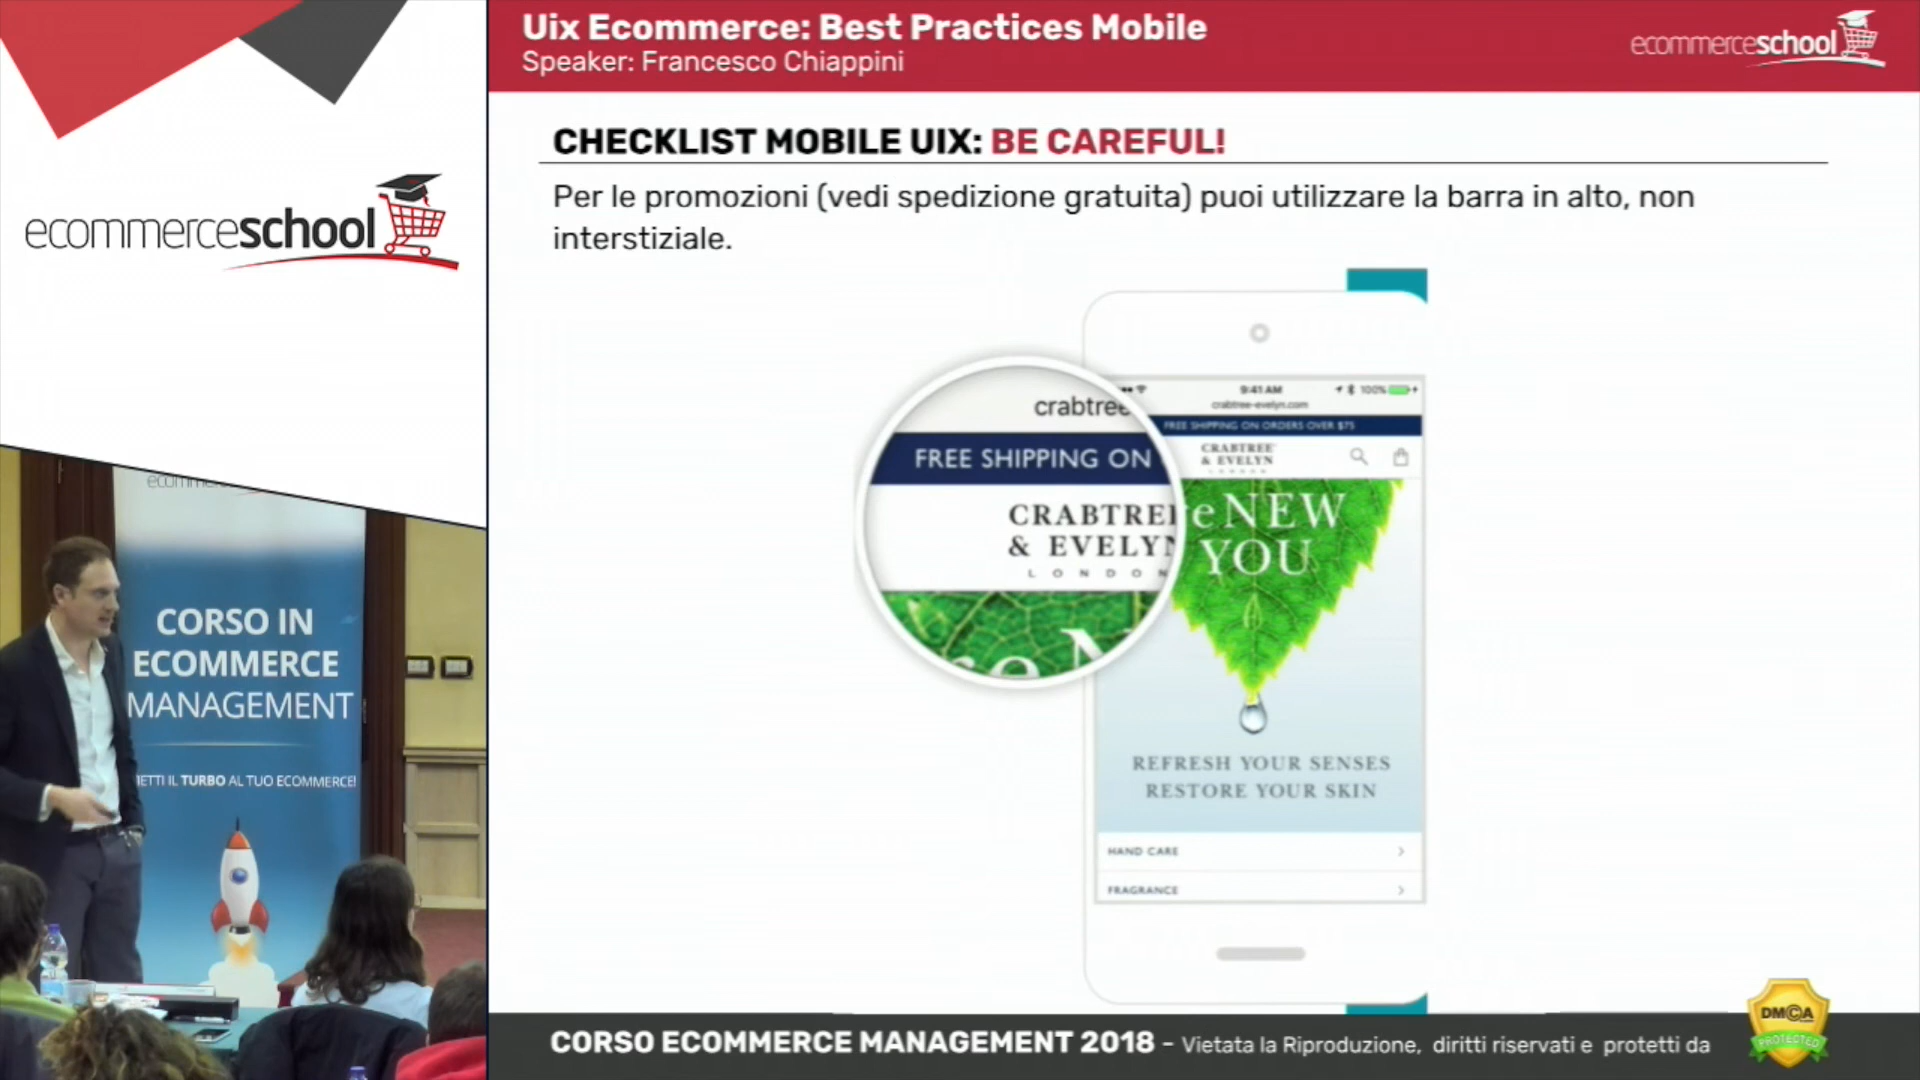 Uix Ecommerce: Best Practices Mobile
Speaker: Francesco Chiappini
ecommerceschool
ecommerceschool
CHECKLIST MOBILE UIX: BE CAREFUL!
Per le promozioni (vedi spedizione gratuita) puoi utilizzare la barra in alto, non
interstiziale.
9:41 AM
100%
crabtree-evelyn.com
FREE SHIPPING ON ORDERS OVER $75
CRABTREE
& EVELYN
LONDON
crabtree
FREE SHIPPING ON
CRABTREE
& EVELYN
LONDON
re N
e NEW
YOU
REFRESH YOUR SENSES
RESTORE YOUR SKIN
HAND CARE
FRAGRANCE
CORSO IN
ECOMMERCE
MANAGEMENT
METTI IL TURBO AL TUO ECOMMERCE!
CORSO ECOMMERCE MANAGEMENT 2018 - Vietata la Riproduzione, diritti riservati e protetti da
DMCA
PROTECTED